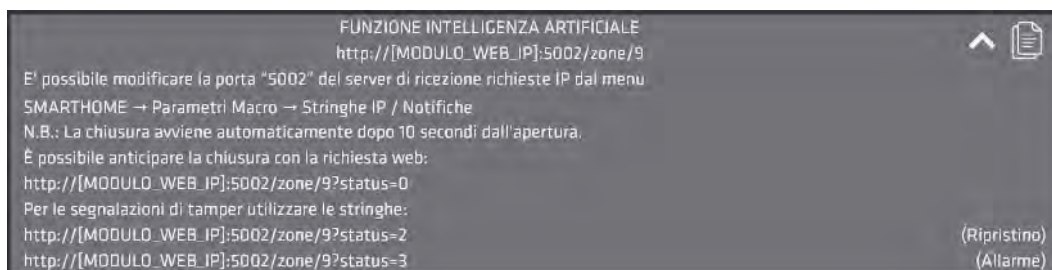 FUNZIONE INTELLIGENZA ARTIFICIALE
http://[MODULO_WEB_IP]:5002/zone/9
E' possibile modificare la porta “5002” del server di ricezione richieste IP dal menu
SMARTHOME → Parametri Macro → Stringhe IP / Notifiche
N.B.: La chiusura avviene automaticamente dopo 10 secondi dall'apertura.
È possibile anticipare la chiusura con la richiesta web:
http://[MODULO_WEB_IP]:5002/zone/9?status=0
Per le segnalazioni di tamper utilizzare le stringhe:
http://[MODULO_WEB_IP]:5002/zone/9?status=2 (Ripristino)
http://[MODULO_WEB_IP]:5002/zone/9?status=3 (Allarme)